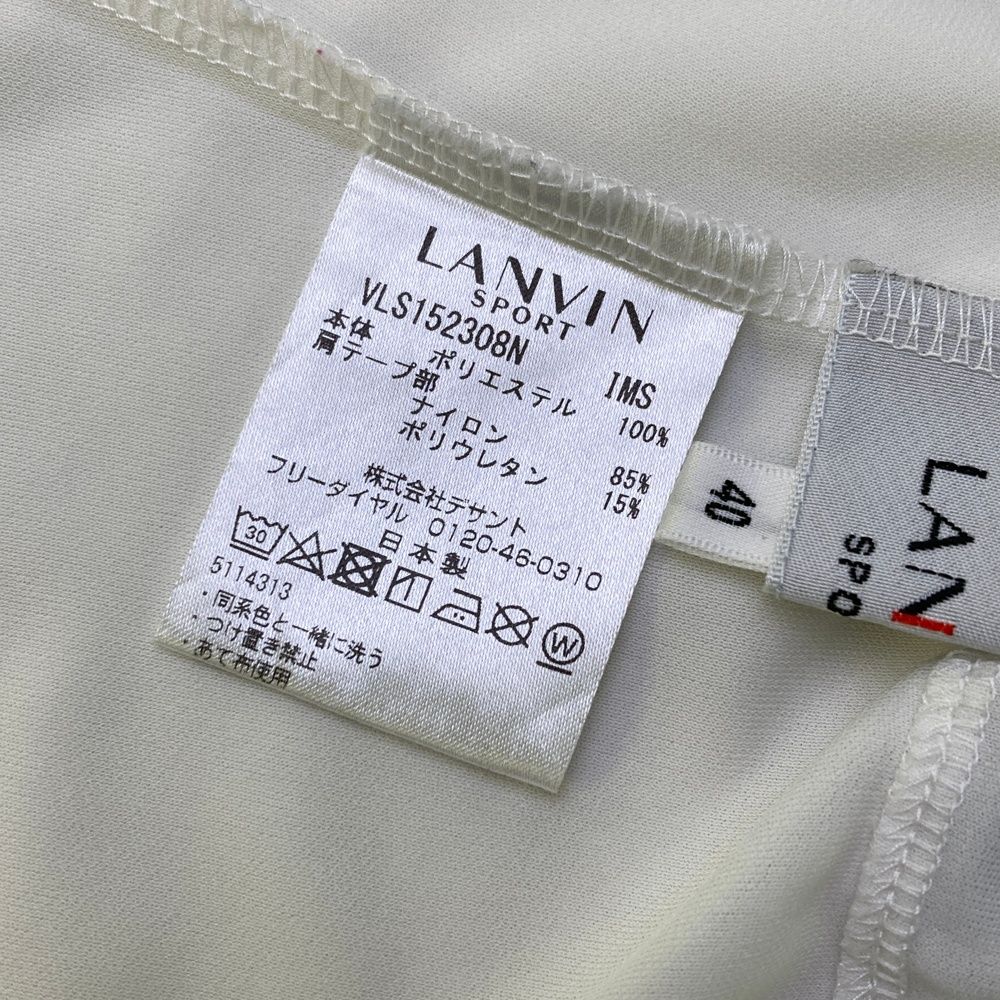 LANVIN
SPORT
VLS152308N IMS
本体 ポリエステル 100%
肩テープ部
ナイロン 85%
ポリウレタン 15%
株式会社デサント
フリーダイヤル 0120-46-0310
日本製
30
W
5114313
・同系色と一緒に洗う
・つけ置き禁止
・あて布使用
40
LAN
SPO